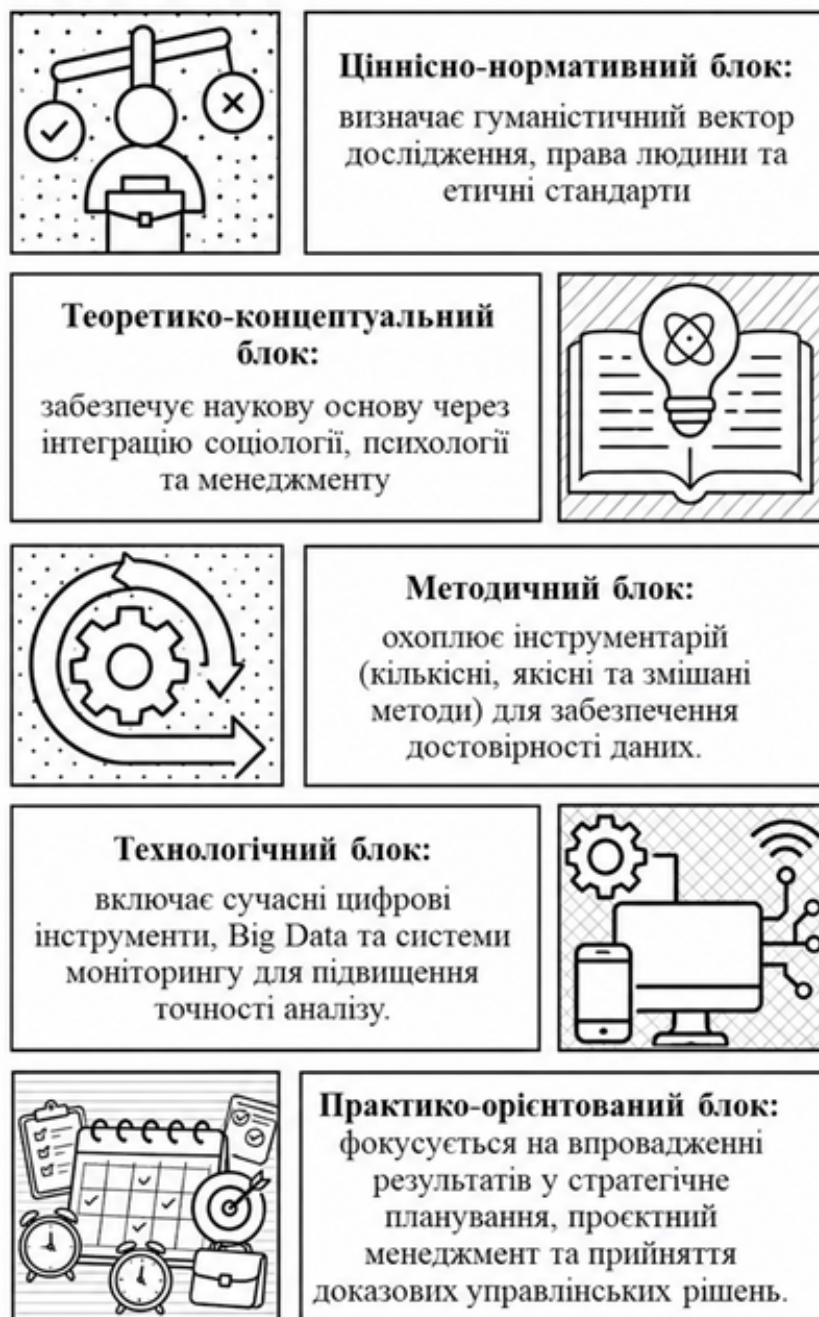 Ціннісно-нормативний блок:
визначає гуманістичний вектор
дослідження, права людини та
етичні стандарти
Теоретико-концептуальний
блок:
забезпечує наукову основу через
інтеграцію соціології, психології
та менеджменту
Методичний блок:
охоплює інструментарій
(кількісні, якісні та змішані
методи) для забезпечення
достовірності даних.
Технологічний блок:
включає сучасні цифрові
інструменти, Big Data та системи
моніторингу для підвищення
точності аналізу.
Практико-орієнтований блок:
фокусується на впровадженні
результатів у стратегічне
планування, проєктний
менеджмент та прийняття
доказових управлінських рішень.